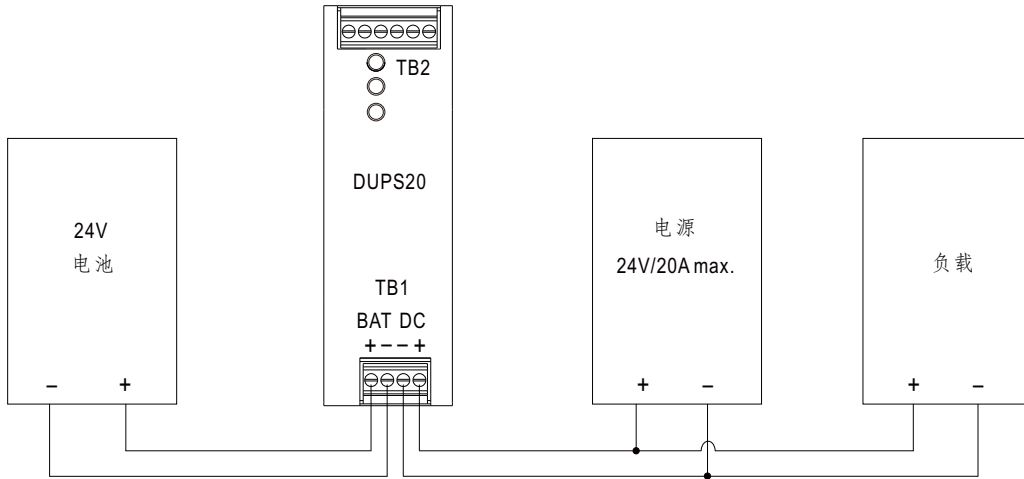 TB2
DUPS20
24V
电池
电源
24V/20A max.
负载
TB1
BAT DC
+ − − +
− +
+ −
+ −